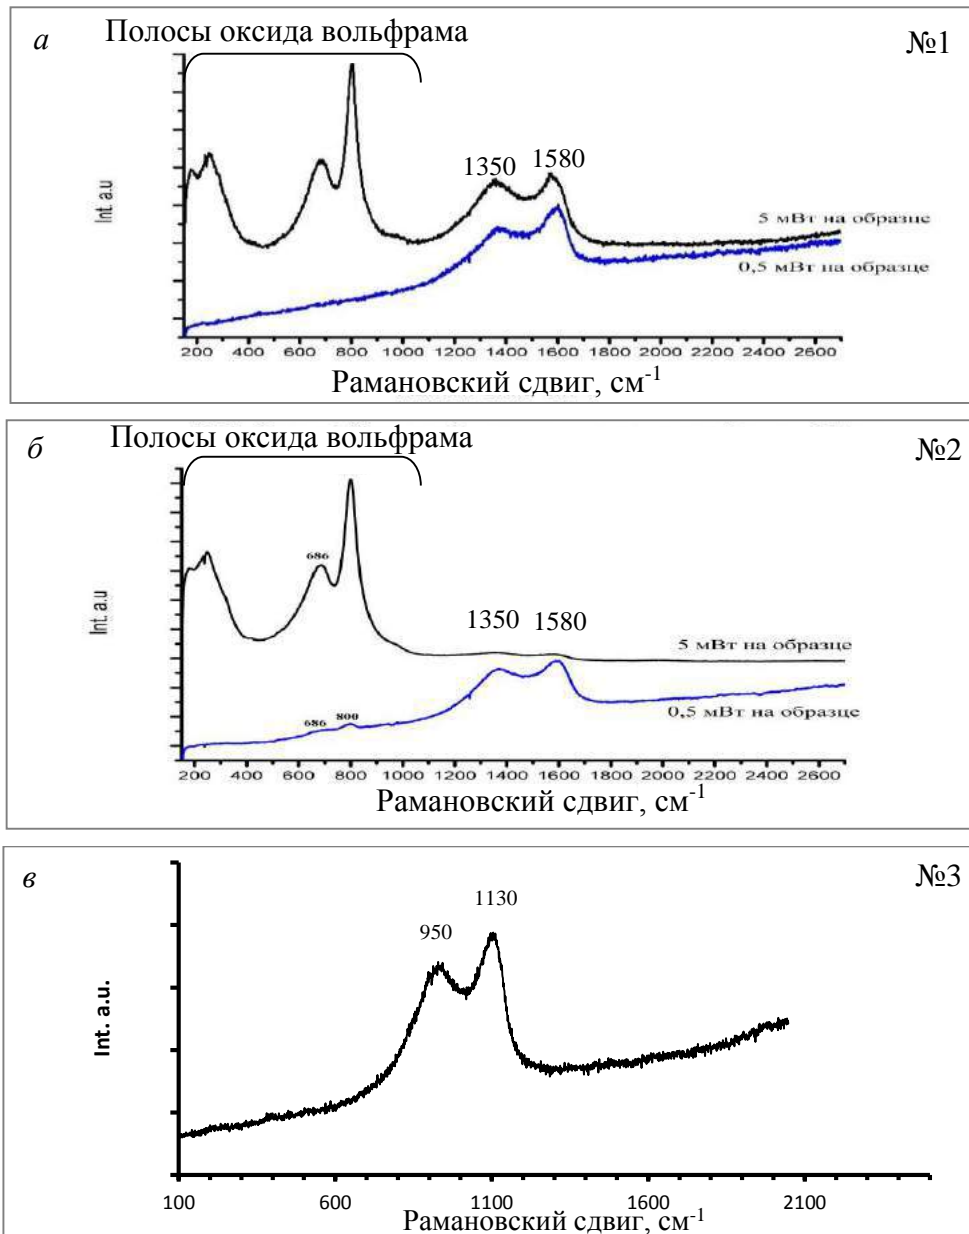 а
Полосы оксида вольфрама
№1
1350
1580
5 мВт на образце
0,5 мВт на образце
Int. a.u
200 400 600 800 1000 1200 1400 1600 1800 2000 2200 2400 2600
Рамановский сдвиг, см-1
б
Полосы оксида вольфрама
№2
686
1350
1580
5 мВт на образце
686
800
0,5 мВт на образце
Int. a.u
200 400 600 800 1000 1200 1400 1600 1800 2000 2200 2400 2600
Рамановский сдвиг, см-1
в
№3
950
1130
Int. a.u.
100 600 1100 1600 2100
Рамановский сдвиг, см-1